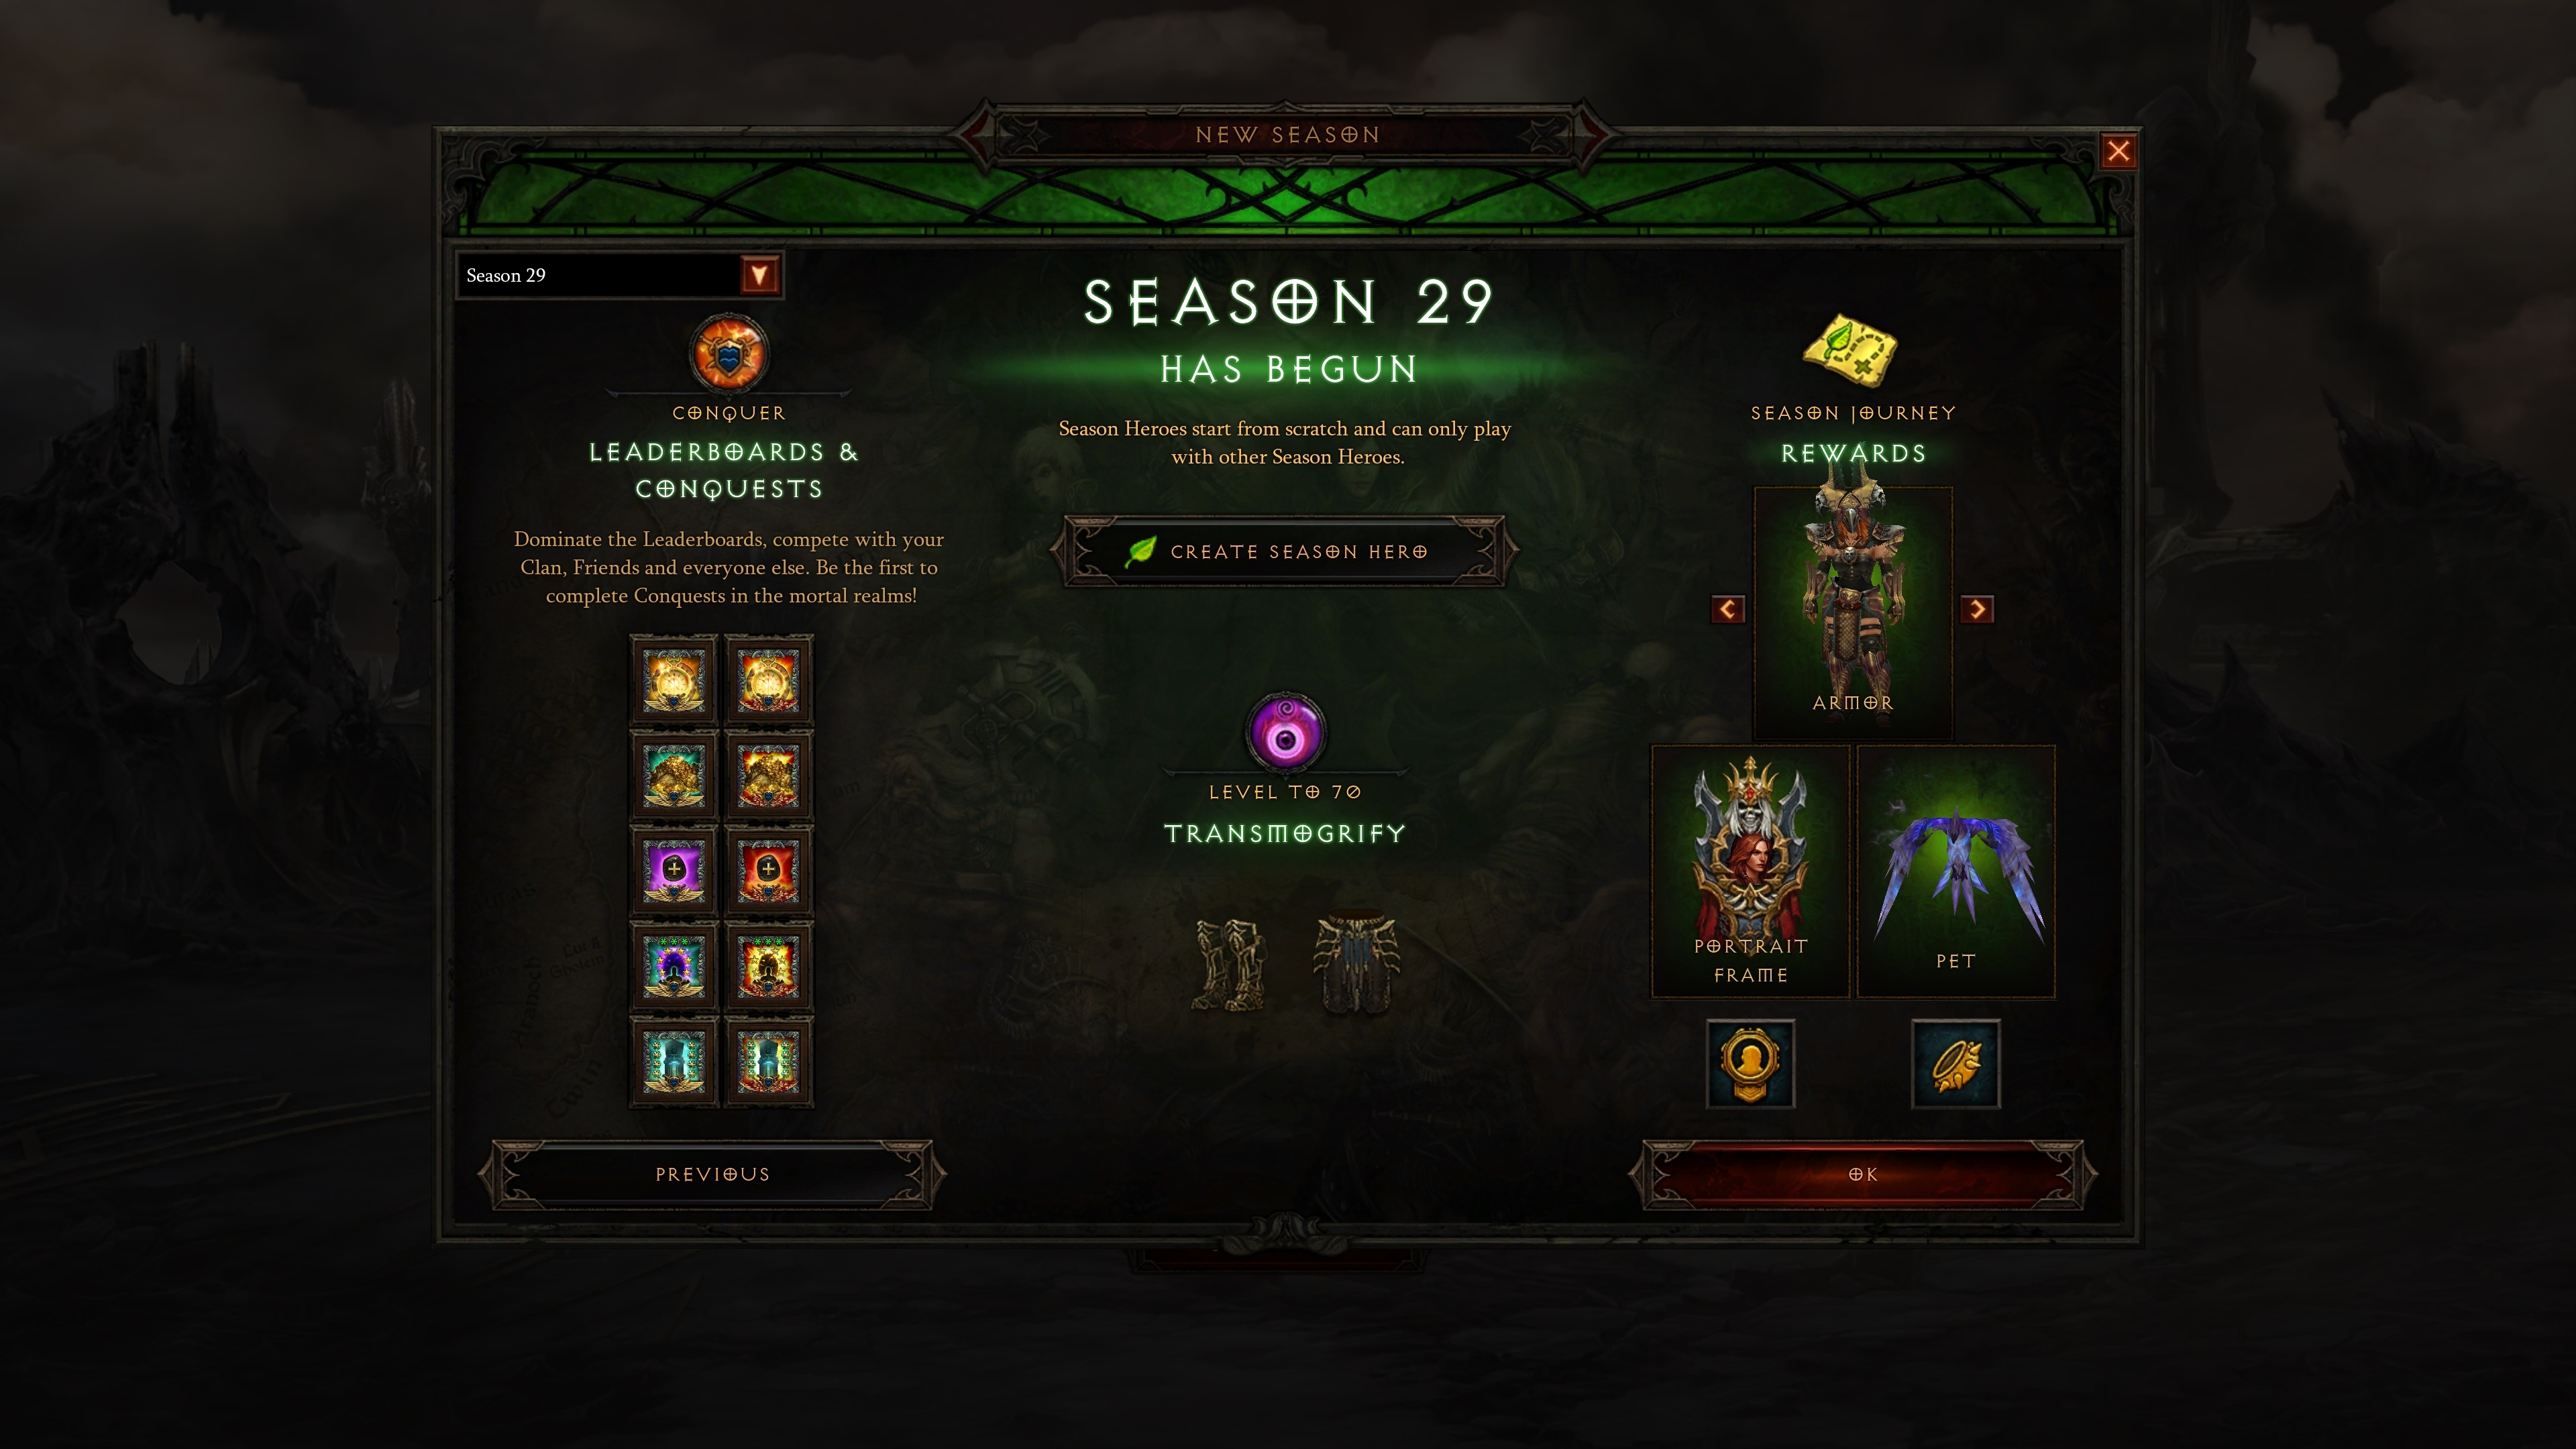 NEW SEASON
Season 29
SEASON 29
HAS BEGUN
Season Heroes start from scratch and can only play
with other Season Heroes.
CREATE SEASON HERO
CONQUER
LEADERBOARDS &
CONQUESTS
Dominate the Leaderboards, compete with your
Clan, Friends and everyone else. Be the first to
complete Conquests in the mortal realms!
LEVEL TO 70
TRANSMOGRIFY
SEASON JOURNEY
REWARDS
ARMOR
PORTRAIT
FRAME
PET
PREVIOUS
OK